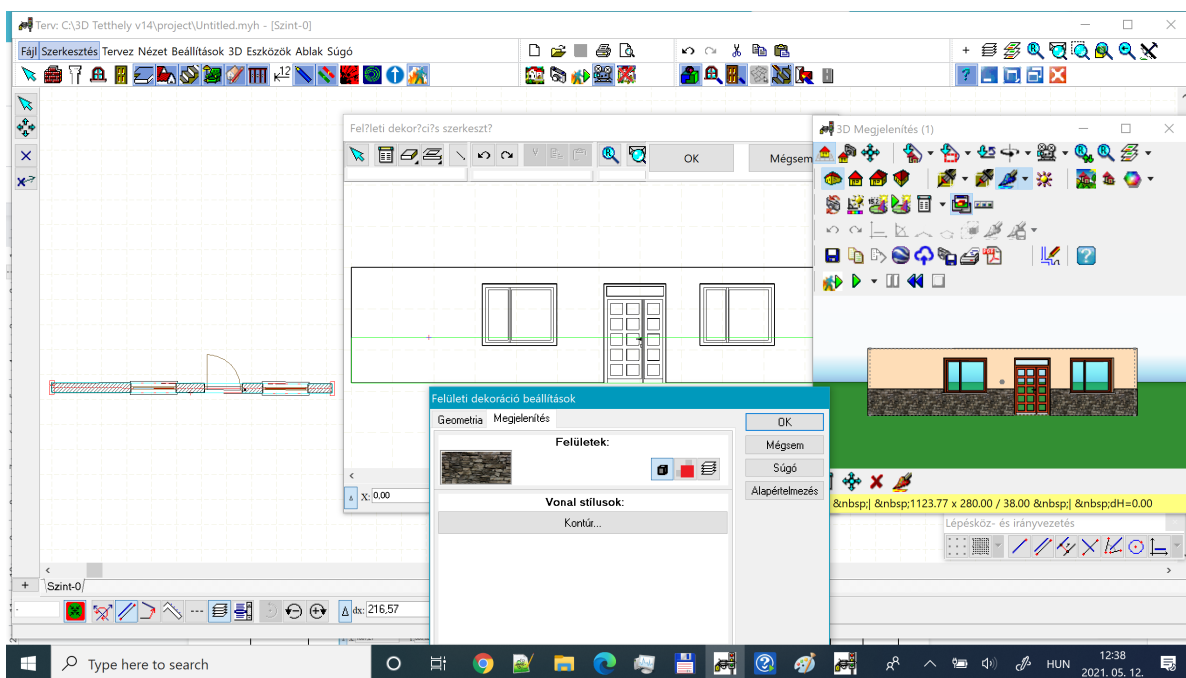 Terv: C:\3D Tetthely v14\project\Untitled.myh - [Szint-0]
Fájl Szerkesztés Tervez Nézet Beállítások 3D Eszközök Ablak Súgó
Fel?leti dekor?ci?s szerkeszt?
OK
Mégsem
3D Megjelenítés (1)
Felületi dekoráció beállítások
Geometria
Megjelenítés
OK
Felületek:
Mégsem
Súgó
Alapértelmezés
X: 0,00
Vonal stílusok:
Kontúr...
&nbsp;| &nbsp;1123.77 x 280.00 / 38.00 &nbsp;| &nbsp;dH=0.00
Lépésköz- és irányvezetés
Szint-0
dx: 216,57
Type here to search
HUN
12:38
2021. 05. 12.